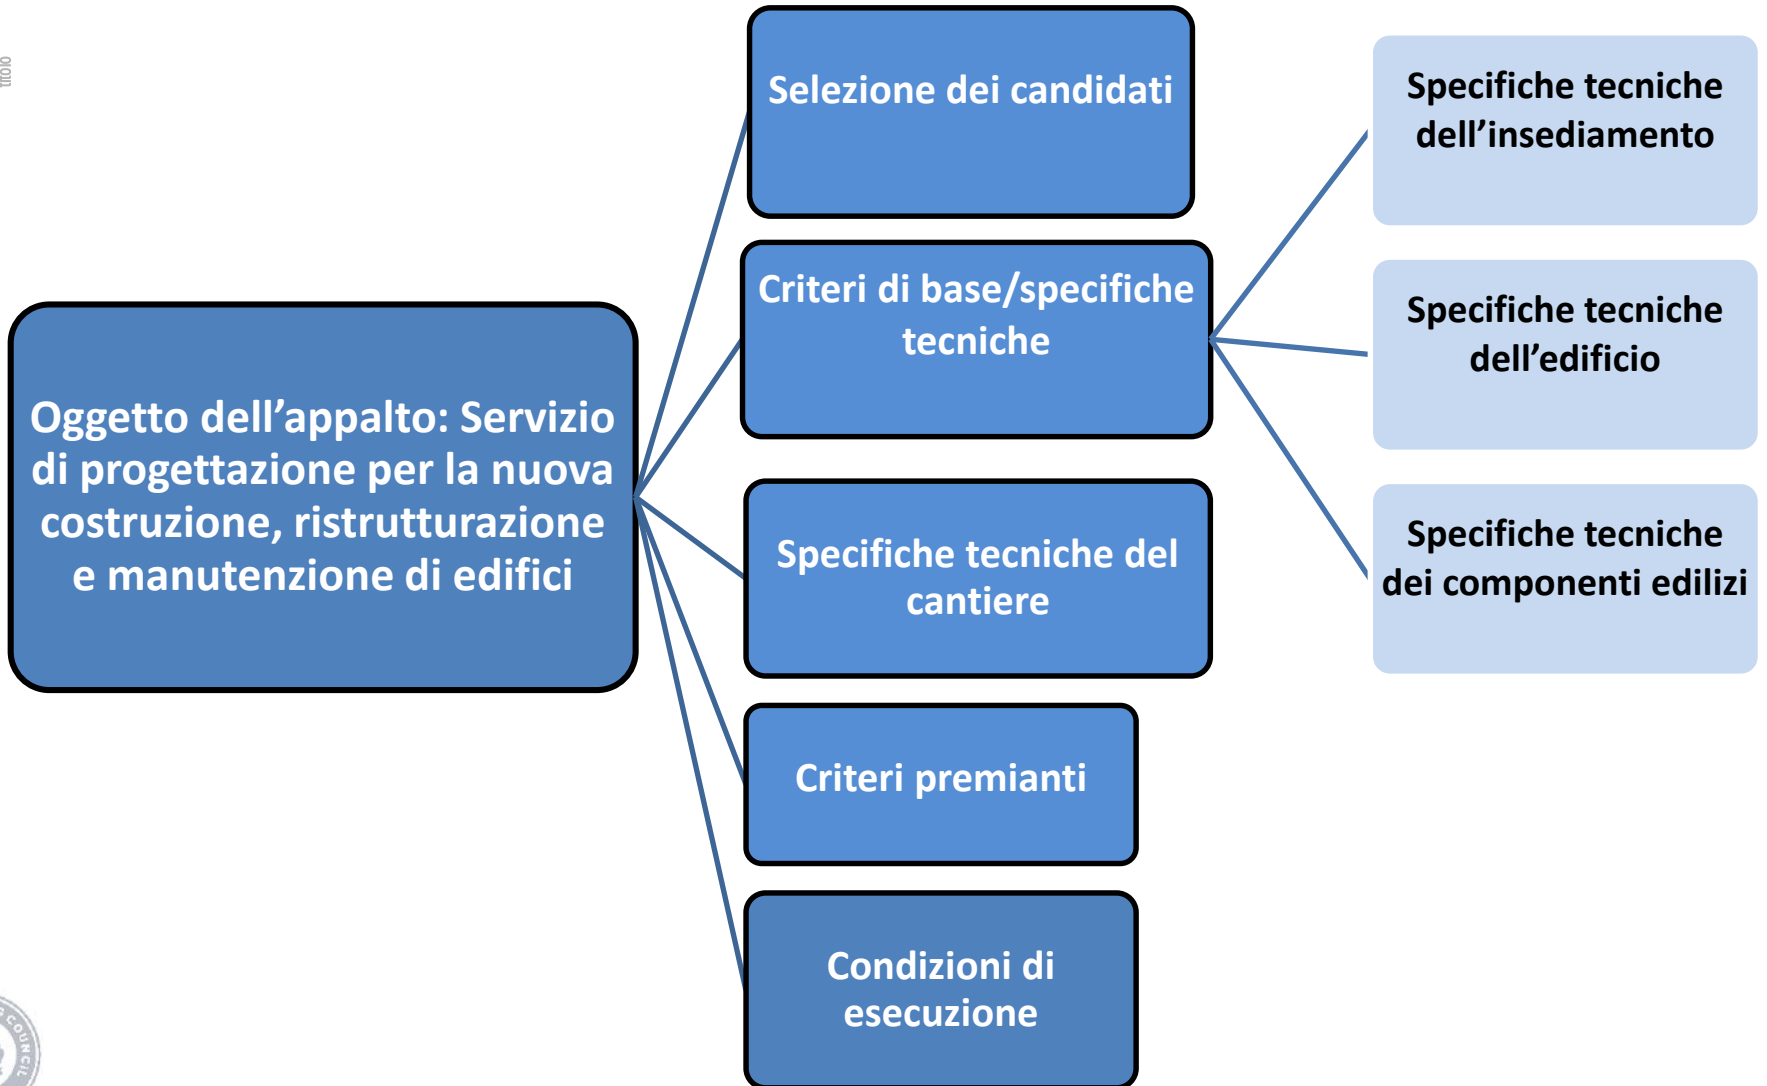 titolo
Selezione dei candidati
Criteri di base/specifiche
tecniche
Oggetto dell’appalto: Servizio
di progettazione per la nuova
costruzione, ristrutturazione
e manutenzione di edifici
Specifiche tecniche del
cantiere
Criteri premianti
Condizioni di
esecuzione
Specifiche tecniche
dell’insediamento
Specifiche tecniche
dell’edificio
Specifiche tecniche
dei componenti edilizi
COUNCIL